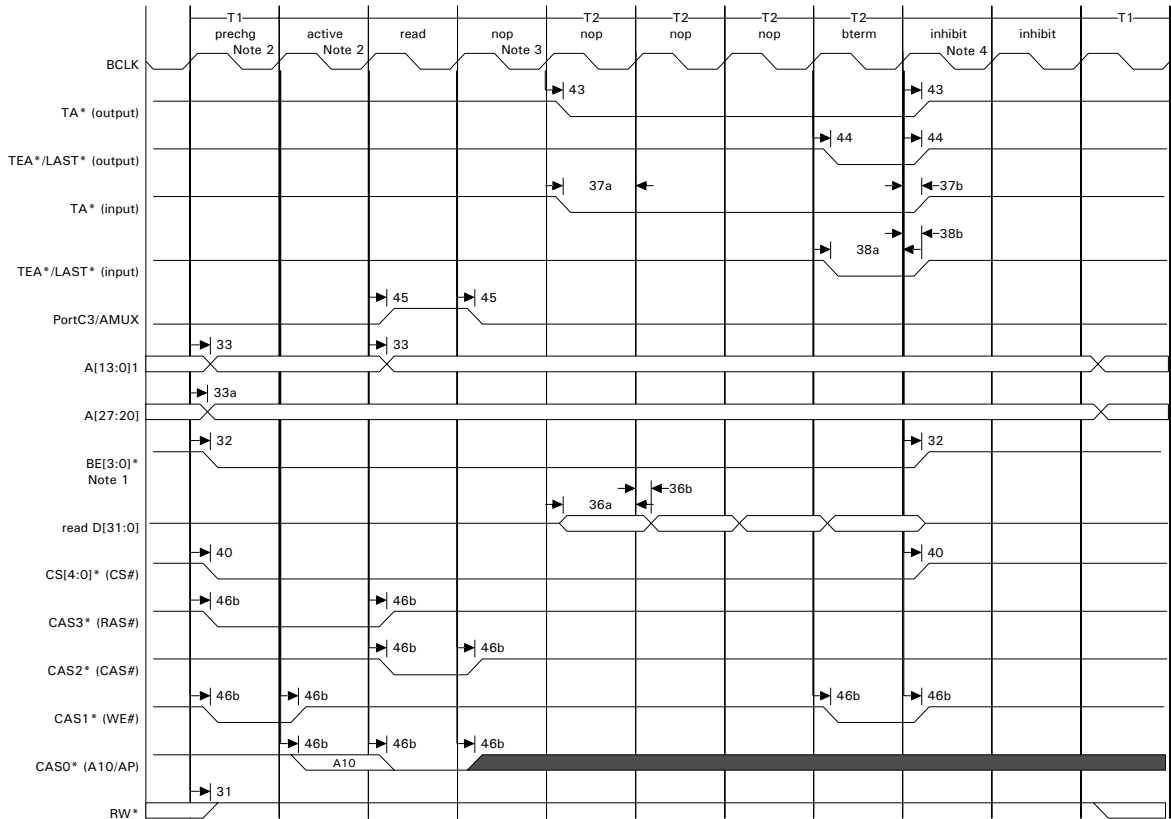 T1 T2 T2 T2 T2 T1
prechg active read nop nop nop nop bterm inhibit inhibit
Note 2 Note 2 Note 3 Note 4
BCLK
43 43
TA* (output)
44 44
TEA*/LAST* (output)
37a 37b
TA* (input)
38b
38a
TEA*/LAST* (input)
45 45
PortC3/AMUX
33 33
A[13:0]1
33a
A[27:20]
32 32
BE[3:0]*
Note 1
36b
36a
read D[31:0]
40 40
CS[4:0]* (CS#)
46b 46b
CAS3* (RAS#)
46b 46b
CAS2* (CAS#)
46b 46b 46b 46b
CAS1* (WE#)
46b 46b 46b
CAS0* (A10/AP) A10
31
RW*